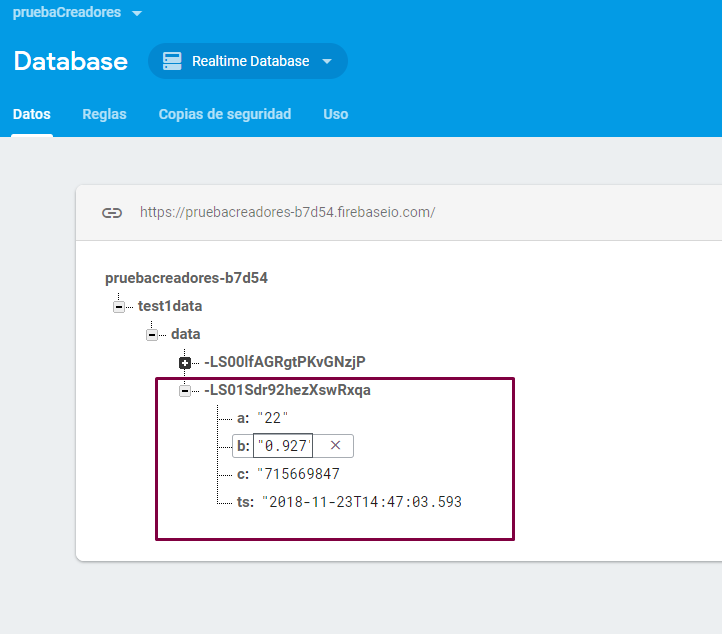 pruebaCreadores
Database
Realtime Database
Datos Reglas Copias de seguridad Uso
https://pruebacreadores-b7d54.firebaseio.com/
pruebacreadores-b7d54
test1data
data
-LS00lfAGRgtPKvGNzjP
-LS01Sdr92hezXswRxqa
a: "22"
b: "0.927"
c: "715669847
ts: "2018-11-23T14:47:03.593